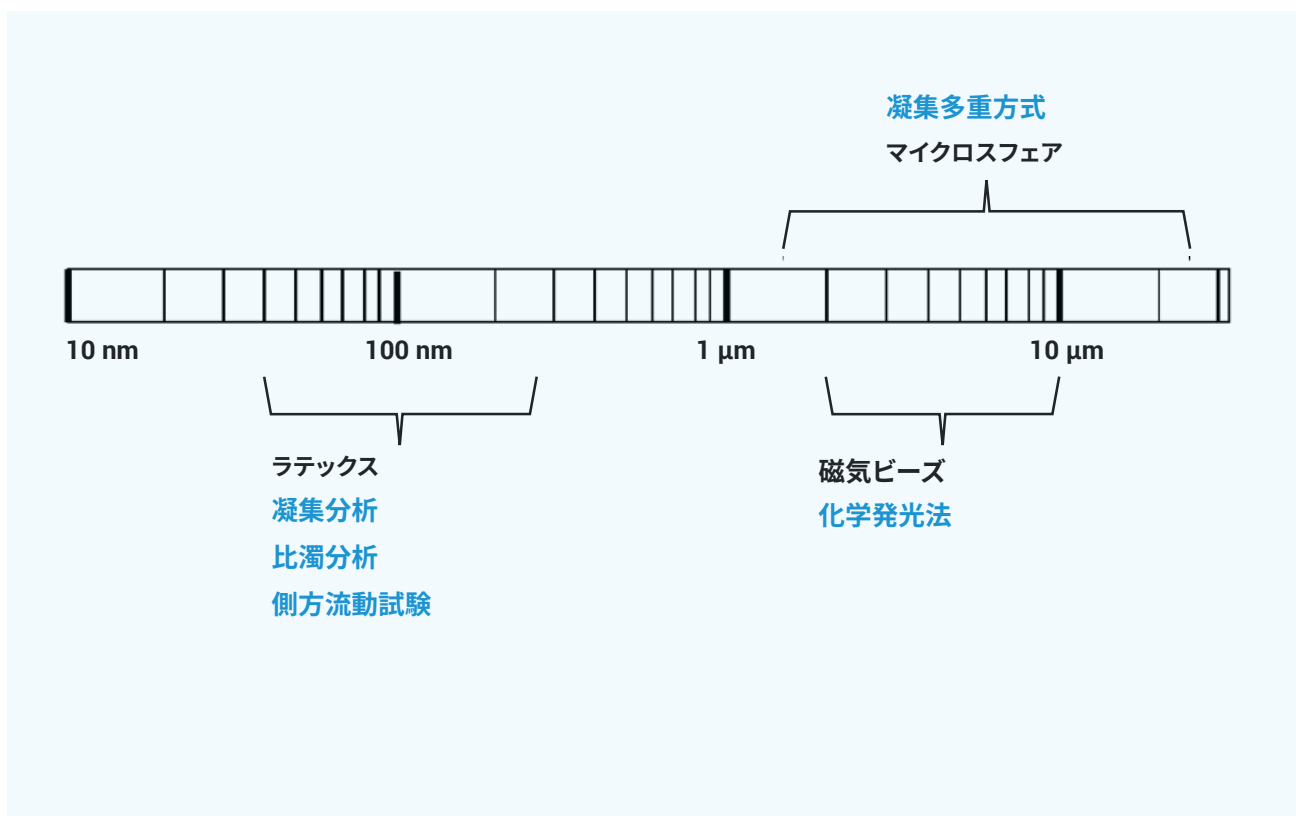 凝集多重方式
マイクロスフェア
10 nm
100 nm
1 µm
10 µm
ラテックス
凝集分析
比濁分析
側方流動試験
磁気ビーズ
化学発光法